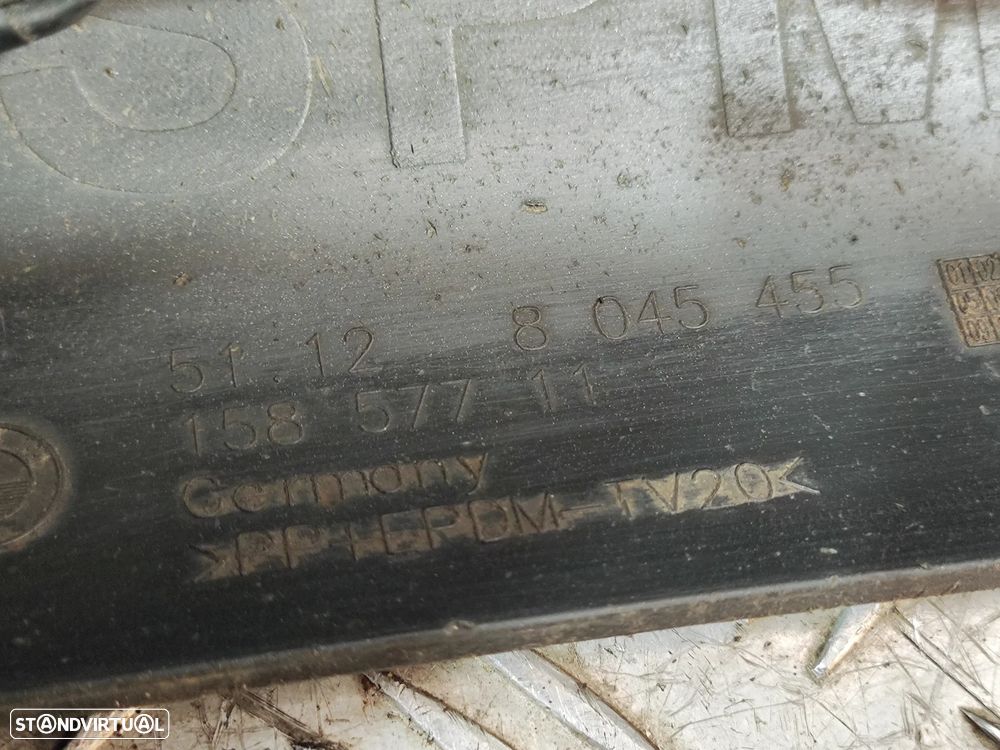 51.12 8 045 455
158 577 11
Germany
>PP+EPDM-TV20<
STANDVIRTUAL